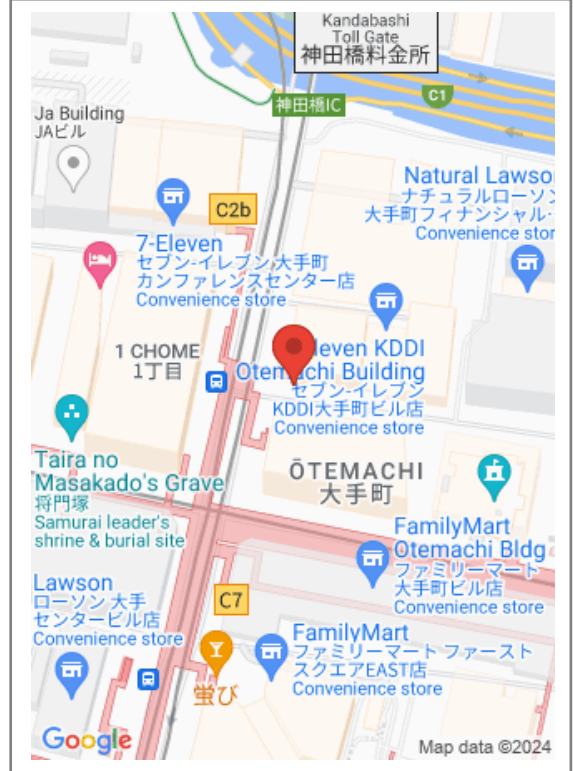 Kandabashi
Toll Gate
神田橋料金所
神田橋IC
C1
Ja Building
JAビル
Natural Lawso
ナチュラルローソン
大手町フィナンシャル・
Convenience stor
C2b
7-Eleven
セブン-イレブン 大手町
カンファレンスセンター店
Convenience store
leven KDDI
Otemachi Building
セブン-イレブン
KDDI大手町ビル店
Convenience store
1 CHOME
1丁目
Taira no
Masakado's Grave
将門塚
Samurai leader's
shrine & burial site
ŌTEMACHI
大手町
FamilyMart
Otemachi Bldg
ファミリーマート
大手町ビル店
Convenience store
Lawson
ローソン 大手
センタービル店
Convenience store
C7
FamilyMart
ファミリーマート ファースト
スクエアEAST店
Convenience store
蛍び
Google
Map data ©2024